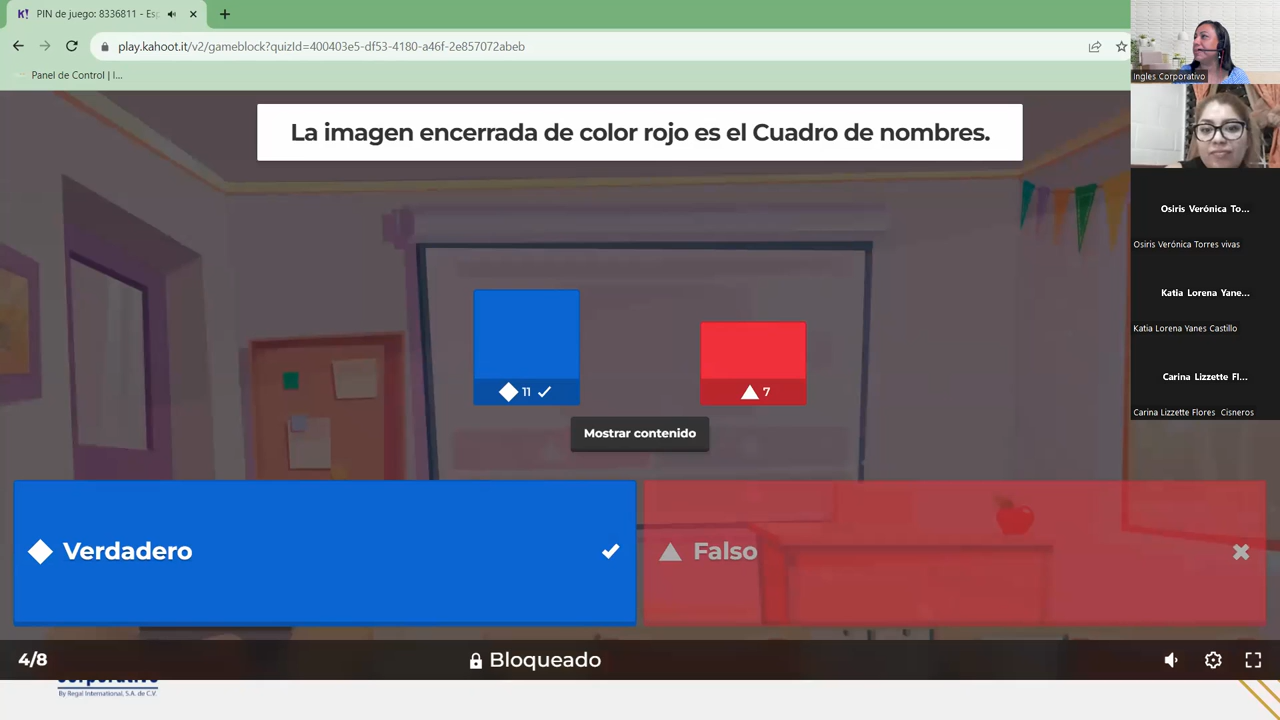 PIN de juego: 8336811 - Es
play.kahoot.it/v2/gameblock?quizId=400403e5-df53-4180-a46f-2e857072abeb
Panel de Control | I...
La imagen encerrada de color rojo es el Cuadro de nombres.
11
7
Mostrar contenido
Verdadero
Falso
4/8
Bloqueado
By Regal International, S.A. de C.V.
Ingles Corporativo
Osiris Verónica To...
Osiris Verónica Torres vivas
Katia Lorena Yane...
Katia Lorena Yanes Castillo
Carina Lizzette Fl...
Carina Lizzette Flores Cisneros